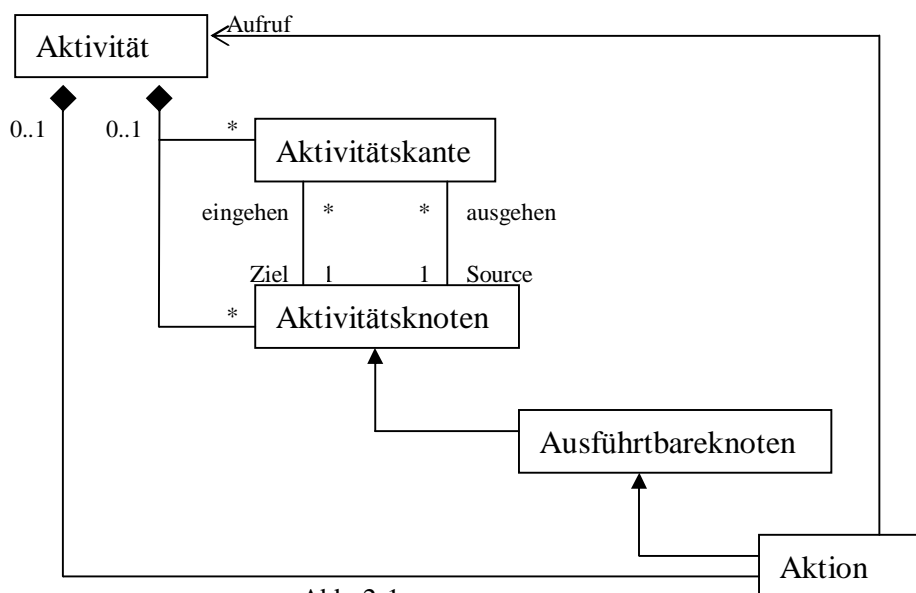 Aufruf
Aktivität
0..1 0..1 *
Aktivitätskante
eingehen * * ausgehen
Ziel 1 1 Source
* Aktivitätsknoten
Ausführtbareknoten
Aktion